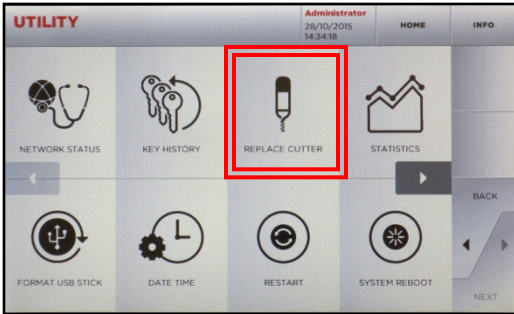 UTILITY
Administrator
28/10/2015
14:34:18
HOME
INFO
NETWORK STATUS
KEY HISTORY
REPLACE CUTTER
STATISTICS
BACK
FORMAT USB STICK
DATE TIME
RESTART
SYSTEM REBOOT
NEXT